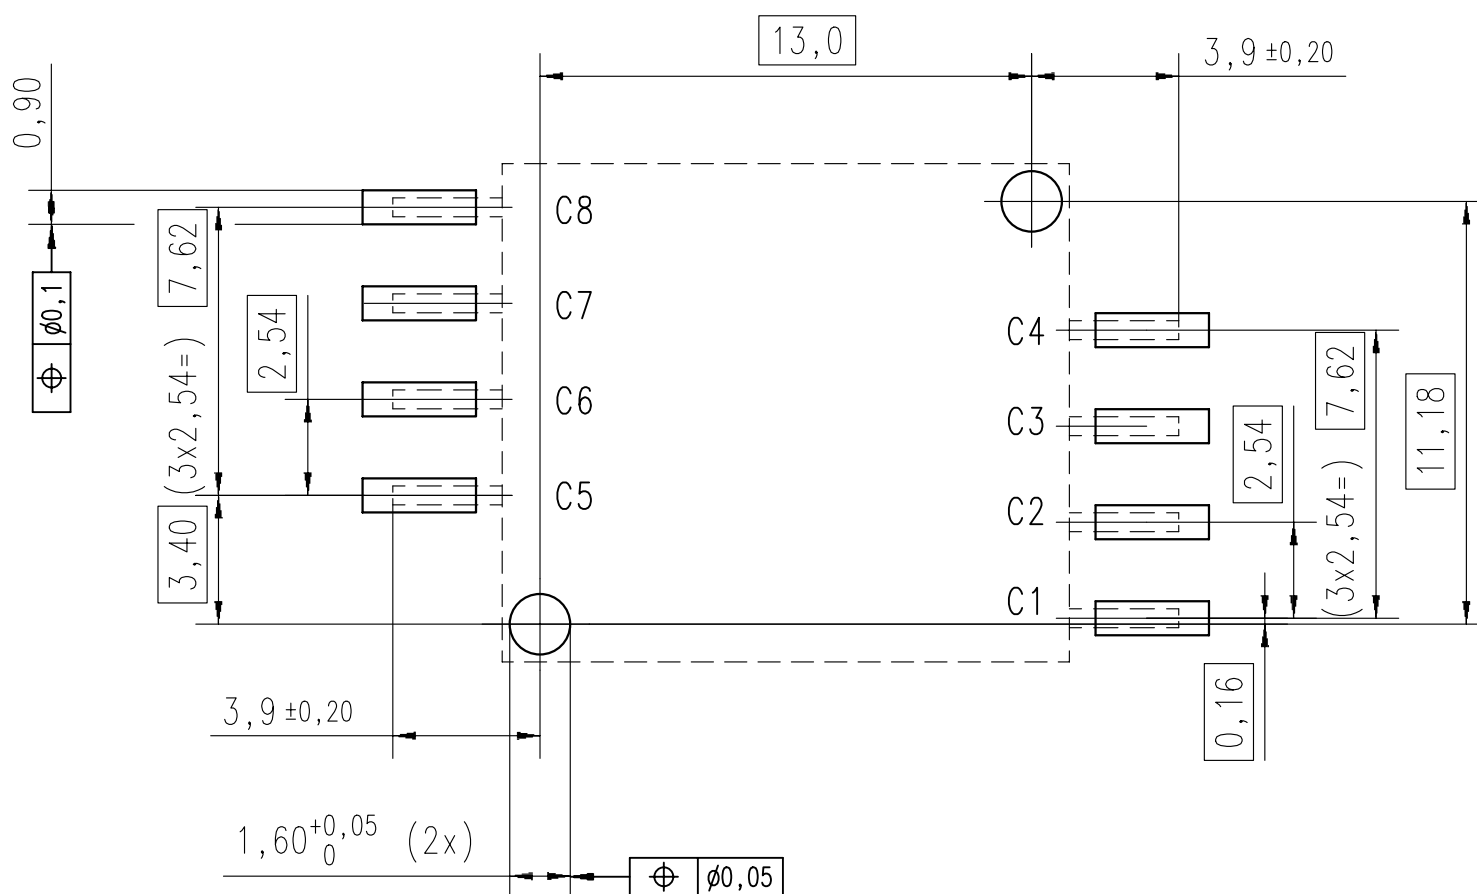 13,0
3,9 ±0,20
0,90
C8
7,62
⌖ ⌀0,1
C7
2,54
C4
7,62
(3x2,54=)
C6
11,18
C3
2,54
C5
C2
3,40
(3x2,54=)
C1
0,16
3,9 ±0,20
1,60 +0,05 0 (2x)
⌖ ⌀0,05